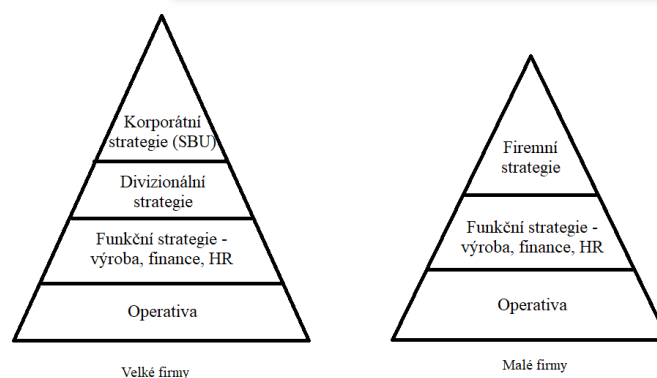 Korporátní
strategie (SBU)
Divizionální
strategie
Funkční strategie -
výroba, finance, HR
Operativa
Velké firmy
Firemní
strategie
Funkční strategie -
výroba, finance, HR
Operativa
Malé firmy